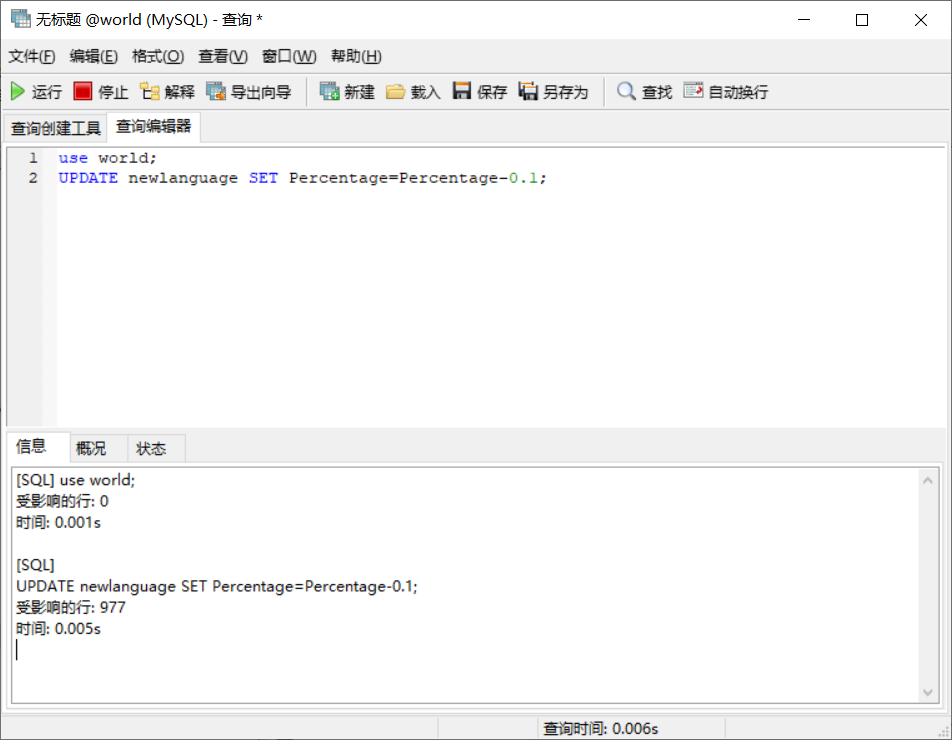 无标题 @world (MySQL) - 查询 *
文件(F) 编辑(E) 格式(O) 查看(V) 窗口(W) 帮助(H)
运行 停止 解释 导出向导 新建 载入 保存 另存为 查找 自动换行
查询创建工具 查询编辑器
1 use world;
2 UPDATE newlanguage SET Percentage=Percentage-0.1;
信息 概况 状态
[SQL] use world;
受影响的行: 0
时间: 0.001s
[SQL]
UPDATE newlanguage SET Percentage=Percentage-0.1;
受影响的行: 977
时间: 0.005s
查询时间: 0.006s